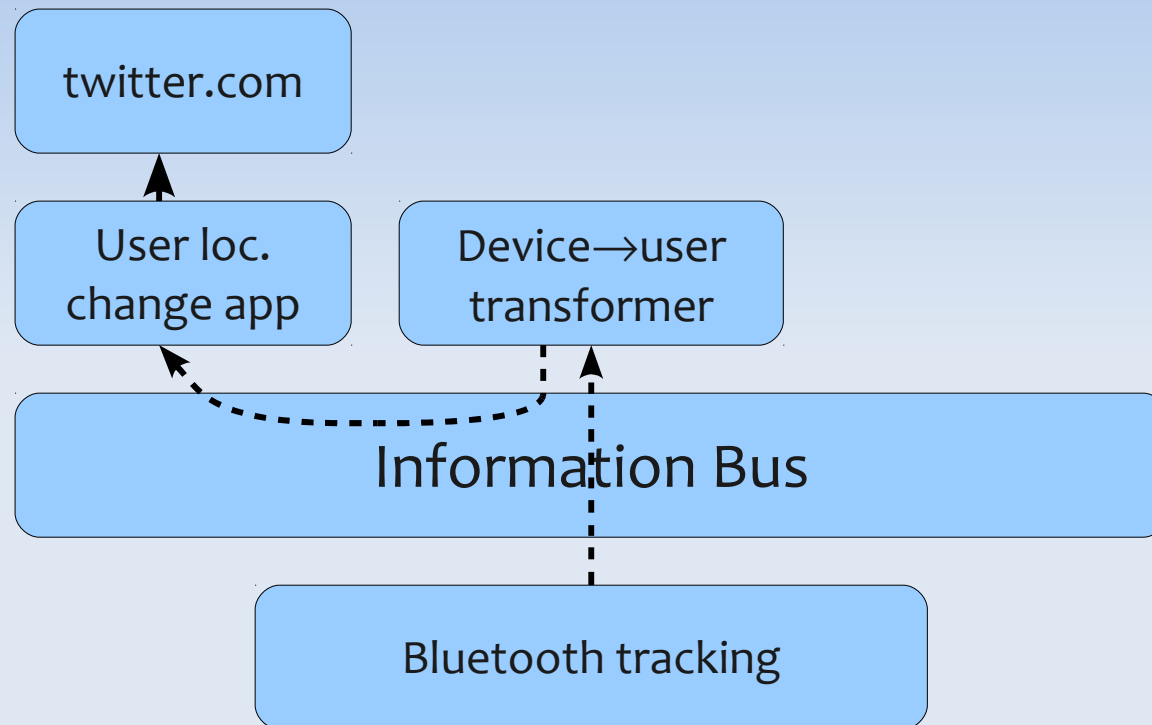 twitter.com
User loc.
change app
Device→user
transformer
Information Bus
Bluetooth tracking